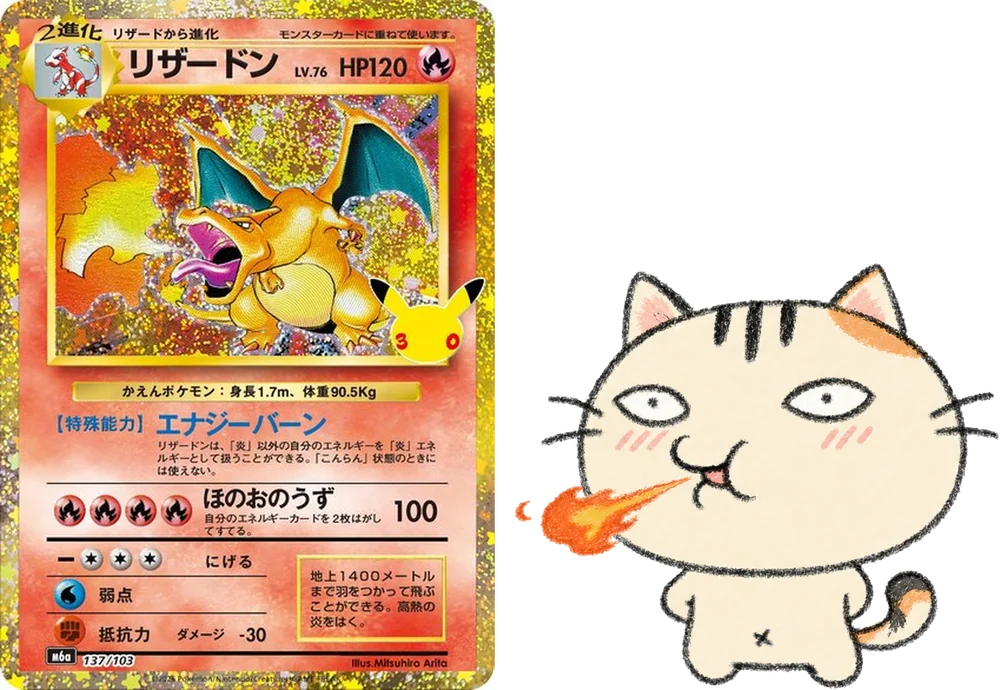 2進化 リザードから進化 モンスターカードに重ねて使います。
リザードン LV.76 HP120
30
かえんポケモン：身長1.7m、体重90.5Kg
【特殊能力】エナジーバーン
リザードンは、「炎」以外の自分のエネルギーを「炎」エネ
ルギーとして扱うことができる。「こんらん」状態のときに
は使えない。
ほのおのうず 100
自分のエネルギーカードを2枚はがし
てすてる。
にげる
弱点
抵抗力 ダメージ -30
地上1400メートル
まで羽をつかって飛ぶ
ことができる。高熱の
炎をはく。
m6a 137/103
Illus.Mitsuhiro Arita